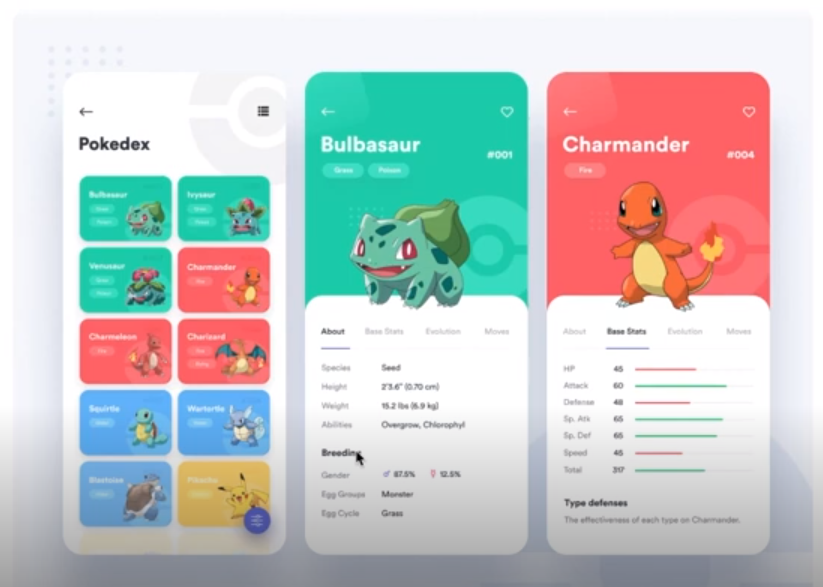 Pokedex
Bulbasaur
Grass
Poison
Ivysaur
Grass
Poison
Venusaur
Grass
Poison
Charmander
Fire
Charmeleon
Fire
Charizard
Fire
Flying
Squirtle
Water
Wartortle
Water
Blastoise
Water
Pikachu
Bulbasaur
#001
Grass Poison
About Base Stats Evolution Moves
Species Seed
Height 2'3.6" (0.70 cm)
Weight 15.2 lbs (6.9 kg)
Abilities Overgrow, Chlorophyl
Breeding
Gender ♂ 87.5% ♀ 12.5%
Egg Groups Monster
Egg Cycle Grass
Charmander
#004
Fire
About Base Stats Evolution Moves
HP 45
Attack 60
Defense 48
Sp. Atk 65
Sp. Def 65
Speed 45
Total 317
Type defenses
The effectiveness of each type on Charmander.